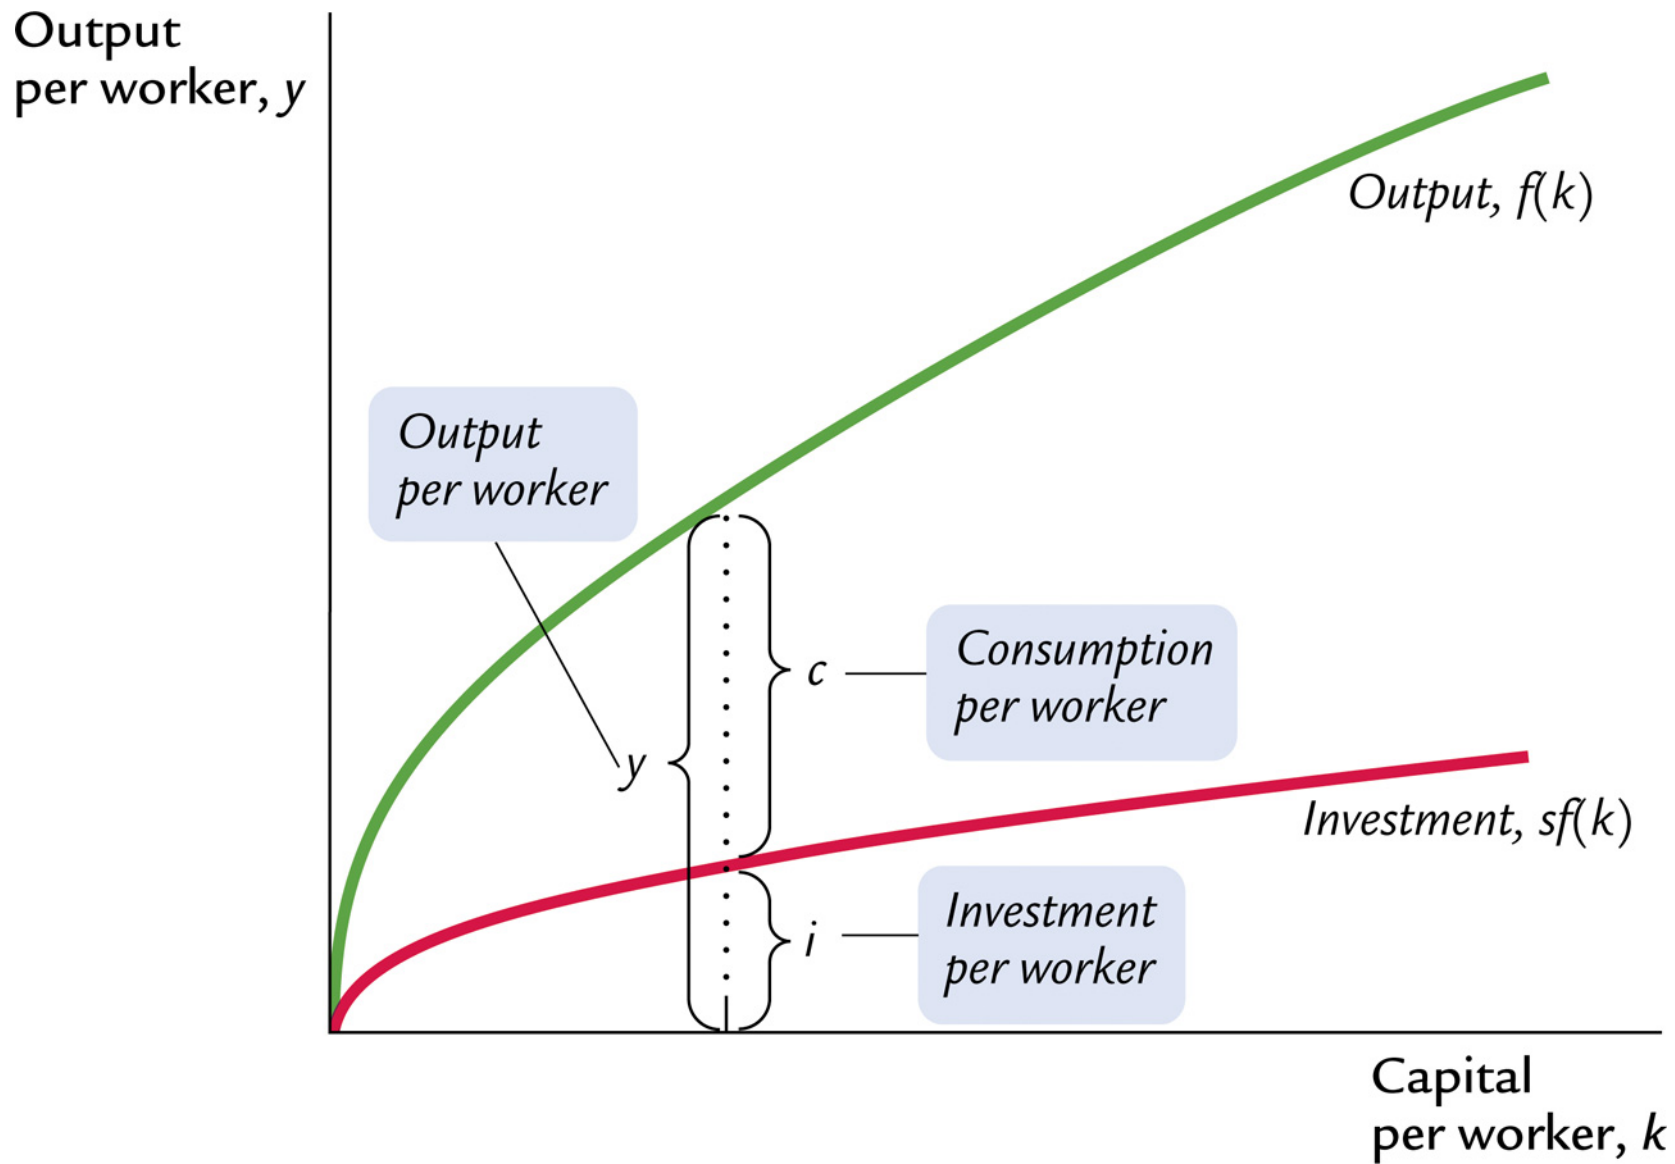 Output
per worker, y
Output, f(k)
Output
per worker
Consumption
per worker
c
y
Investment, sf(k)
Investment
per worker
i
Capital
per worker, k